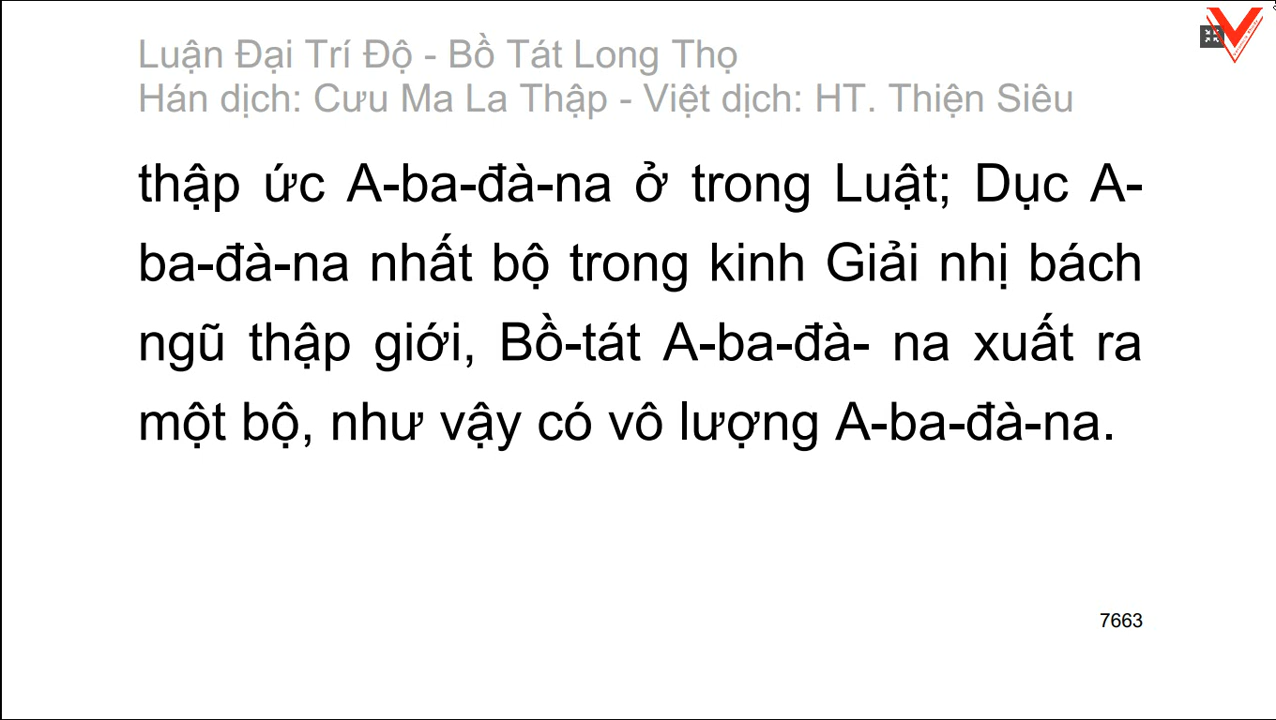 Luận Đại Trí Độ - Bồ Tát Long Thọ
Hán dịch: Cưu Ma La Thập - Việt dịch: HT. Thiện Siêu
thập ức A-ba-đà-na ở trong Luật; Dục A-
ba-đà-na nhất bộ trong kinh Giải nhị bách
ngũ thập giới, Bồ-tát A-ba-đà- na xuất ra
một bộ, như vậy có vô lượng A-ba-đà-na.
7663